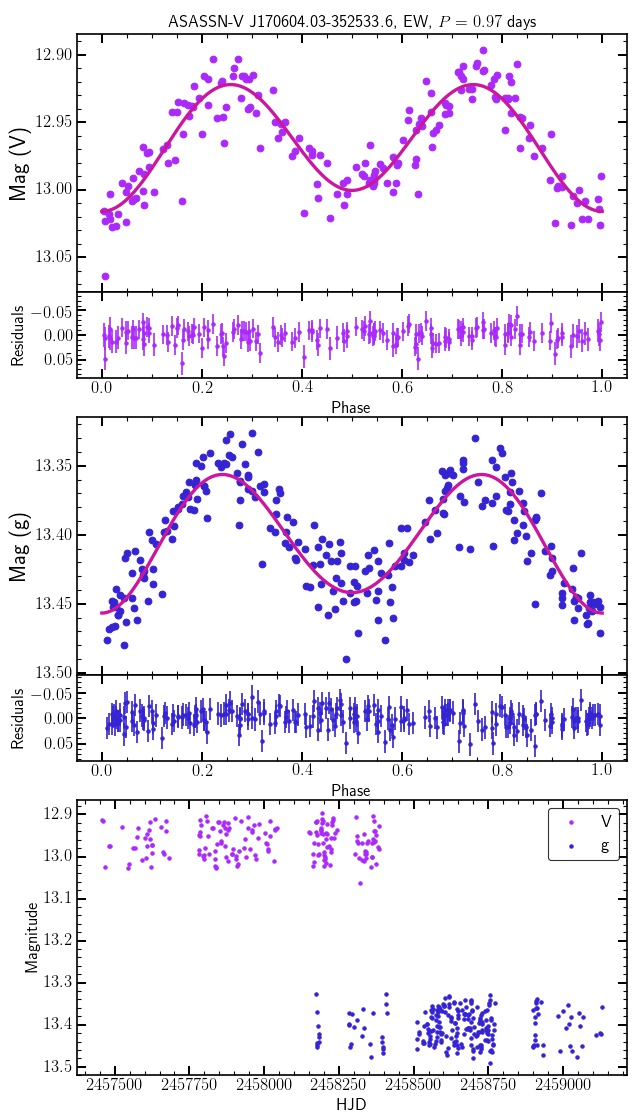 ASASSN-V J170604.03-352533.6, EW, P = 0.97 days
12.90
12.95
13.00
13.05
Mag (V)
−0.05
0.00
0.05
Residuals
0.0 0.2 0.4 0.6 0.8 1.0
Phase
13.35
13.40
13.45
13.50
Mag (g)
−0.05
0.00
0.05
Residuals
0.0 0.2 0.4 0.6 0.8 1.0
Phase
12.9
13.0
13.1
13.2
13.3
13.4
13.5
Magnitude
V
g
2457500 2457750 2458000 2458250 2458500 2458750 2459000
HJD